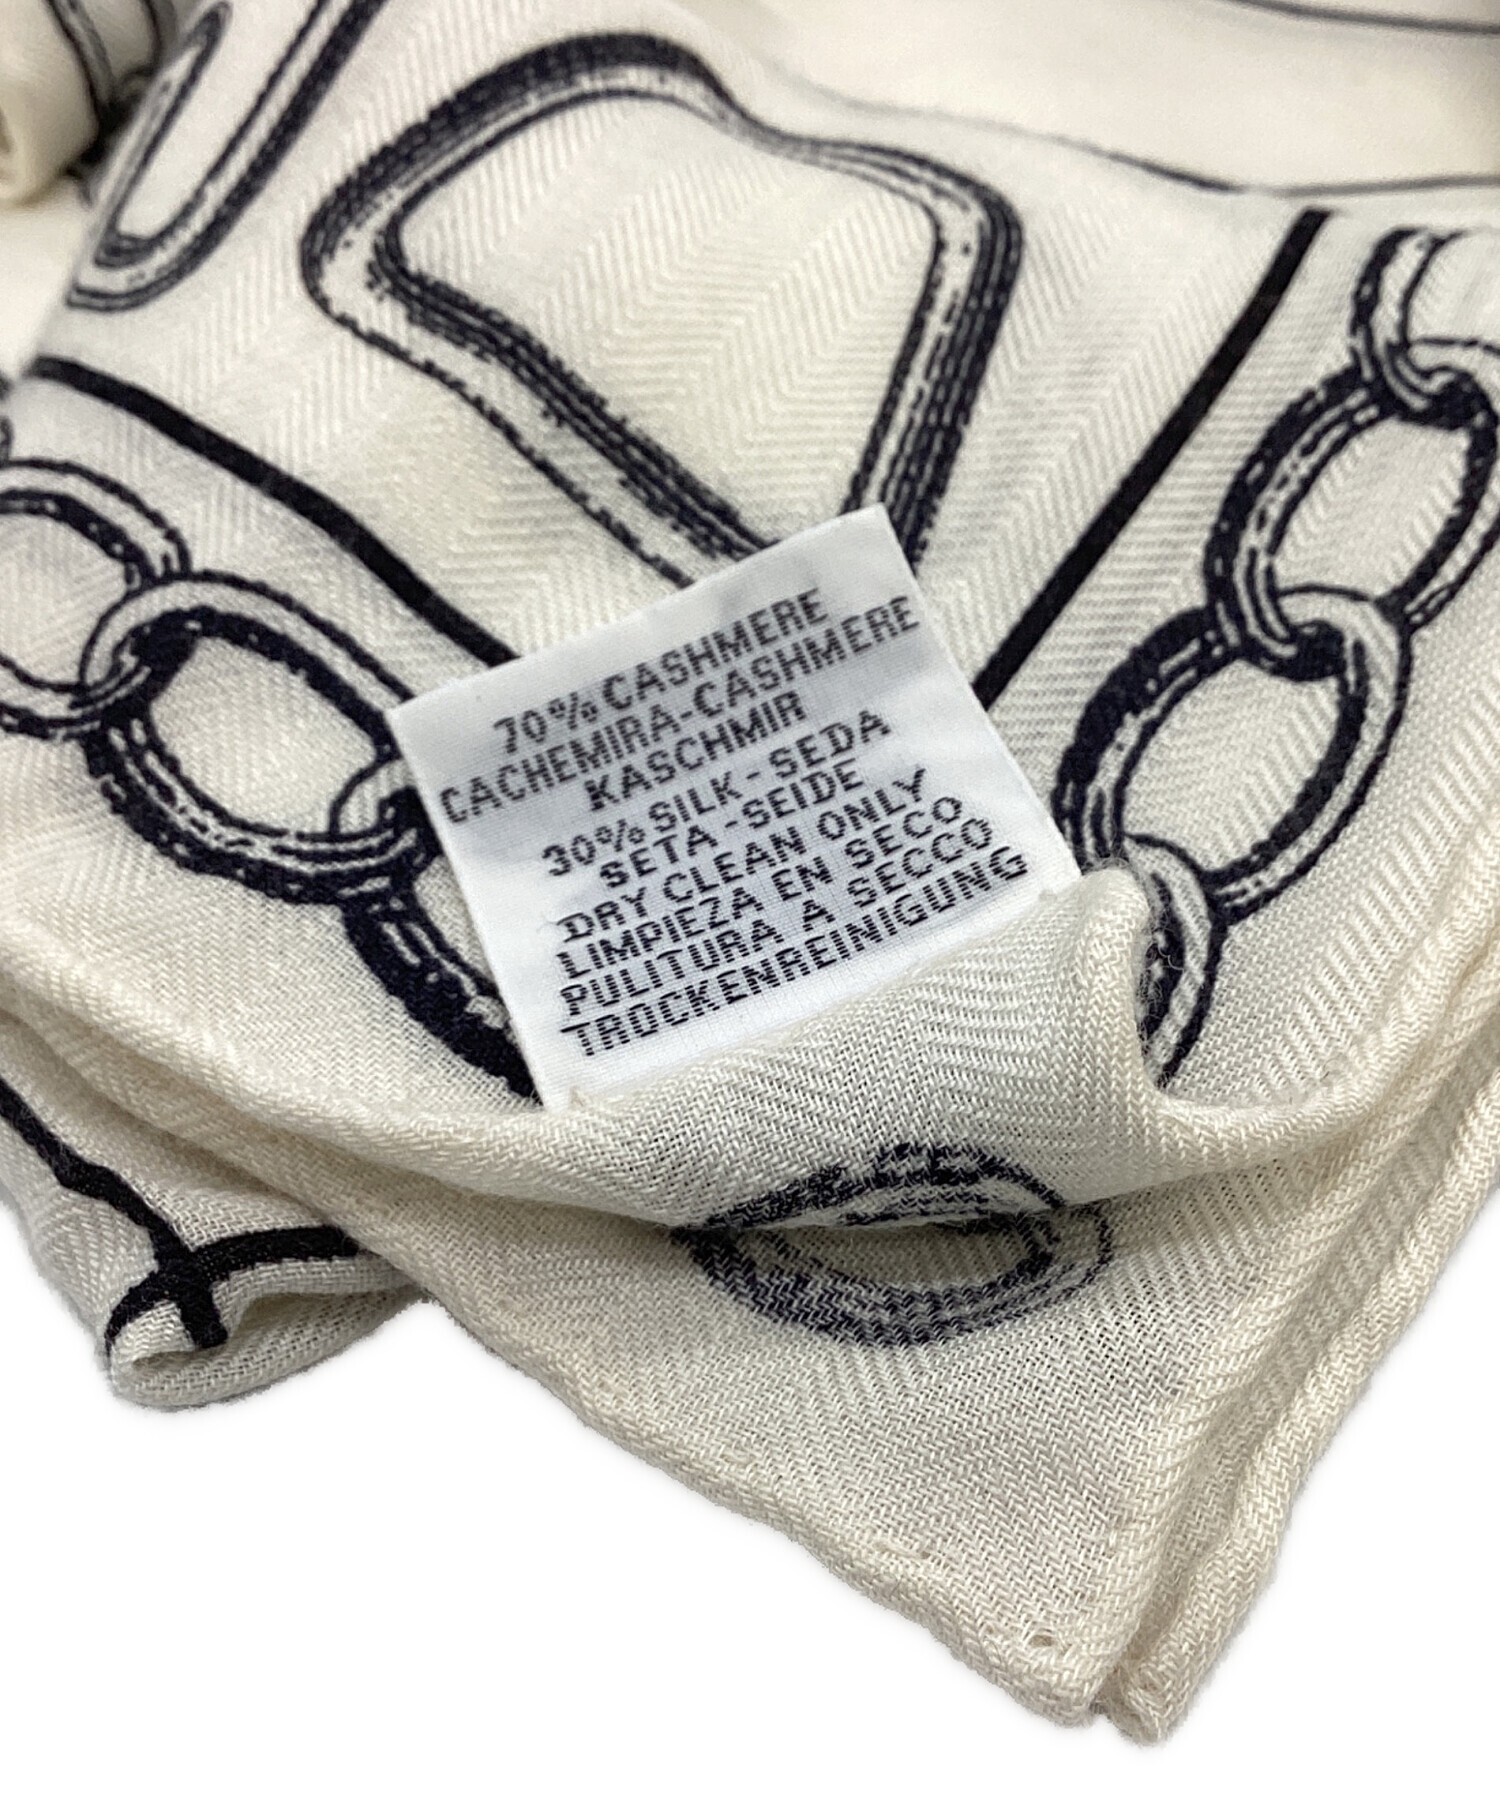 70% CASHMERE
CACHEMIRA-CASHMERE
KASCHMIR
30% SILK-SEDA
SETA-SEIDE
DRY CLEAN ONLY
LIMPIEZA EN SECO
PULITURA A SECCO
TROCKENREINIGUNG